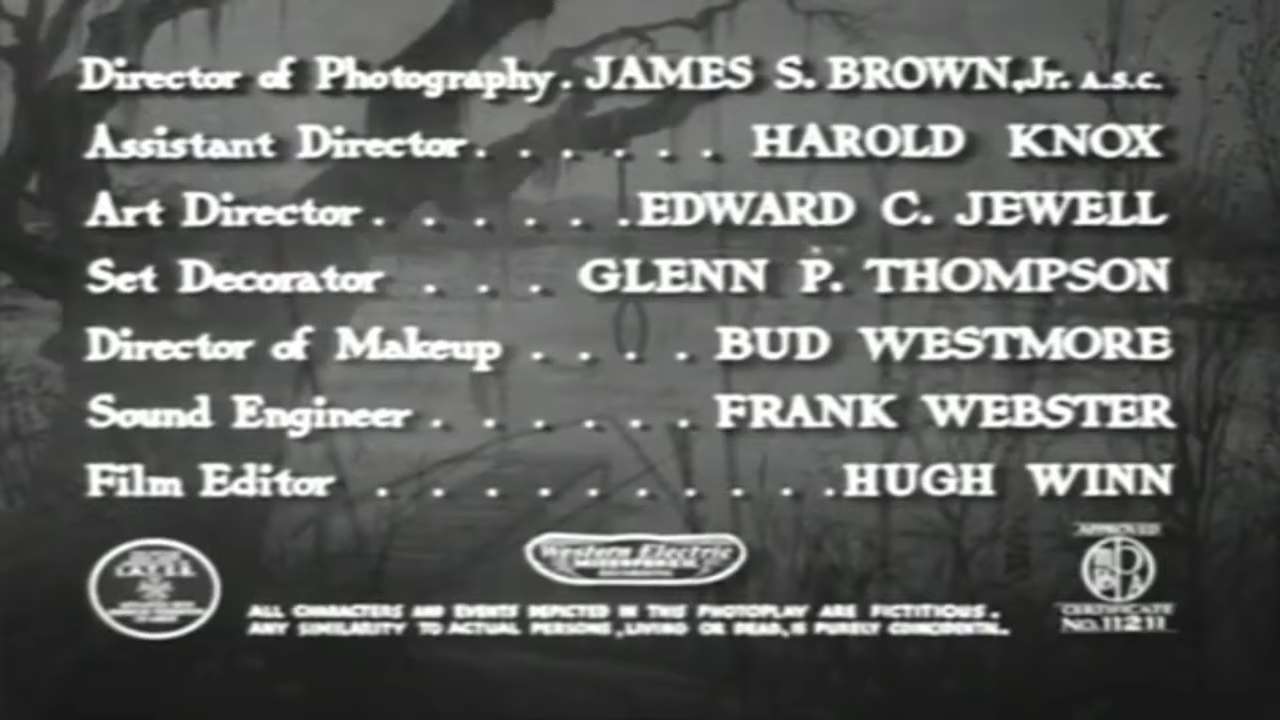 Director of Photography. JAMES S. BROWN, Jr. A.S.C.
Assistant Director . . . . . . HAROLD KNOX
Art Director . . . . . . EDWARD C. JEWELL
Set Decorator . . . GLENN P. THOMPSON
Director of Makeup . . . . BUD WESTMORE
Sound Engineer . . . . . . FRANK WEBSTER
Film Editor . . . . . . . . . . HUGH WINN
Western Electric
APPROVED
CERTIFICATE
No. 11211
ALL CHARACTERS AND EVENTS DEPICTED IN THIS PHOTOPLAY ARE FICTITIOUS.
ANY SIMILARITY TO ACTUAL PERSONS, LIVING OR DEAD, IS PURELY COINCIDENTAL.